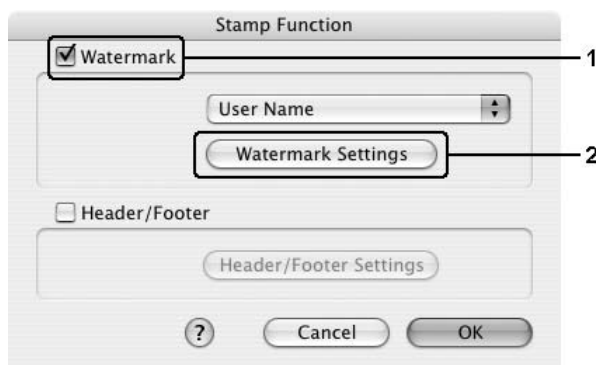 Stamp Function
Watermark
1
User Name
Watermark Settings
2
Header/Footer
Header/Footer Settings
? Cancel OK